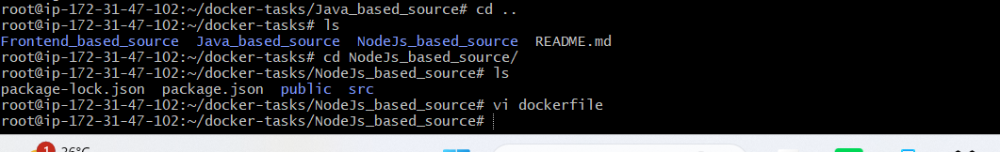 root@ip-172-31-47-102:~/docker-tasks/Java_based_source# cd ..
root@ip-172-31-47-102:~/docker-tasks# ls
Frontend_based_source  Java_based_source  NodeJs_based_source  README.md
root@ip-172-31-47-102:~/docker-tasks# cd NodeJs_based_source/
root@ip-172-31-47-102:~/docker-tasks/NodeJs_based_source# ls
package-lock.json  package.json  public  src
root@ip-172-31-47-102:~/docker-tasks/NodeJs_based_source# vi dockerfile
root@ip-172-31-47-102:~/docker-tasks/NodeJs_based_source#
1
26°C